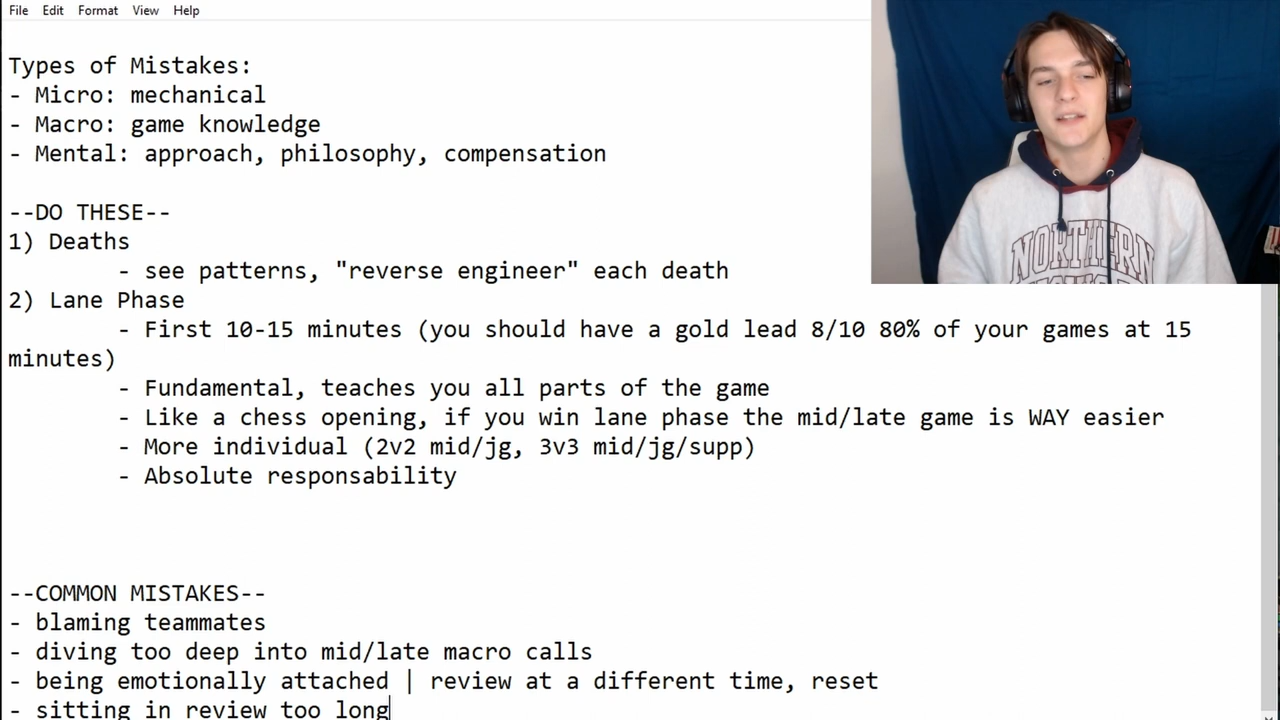 File Edit Format View Help
Types of Mistakes:
- Micro: mechanical
- Macro: game knowledge
- Mental: approach, philosophy, compensation
--DO THESE--
1) Deaths
- see patterns, "reverse engineer" each death
2) Lane Phase
- First 10-15 minutes (you should have a gold lead 8/10 80% of your games at 15
minutes)
- Fundamental, teaches you all parts of the game
- Like a chess opening, if you win lane phase the mid/late game is WAY easier
- More individual (2v2 mid/jg, 3v3 mid/jg/supp)
- Absolute responsability
--COMMON MISTAKES--
- blaming teammates
- diving too deep into mid/late macro calls
- being emotionally attached | review at a different time, reset
- sitting in review too long
NORTHERN